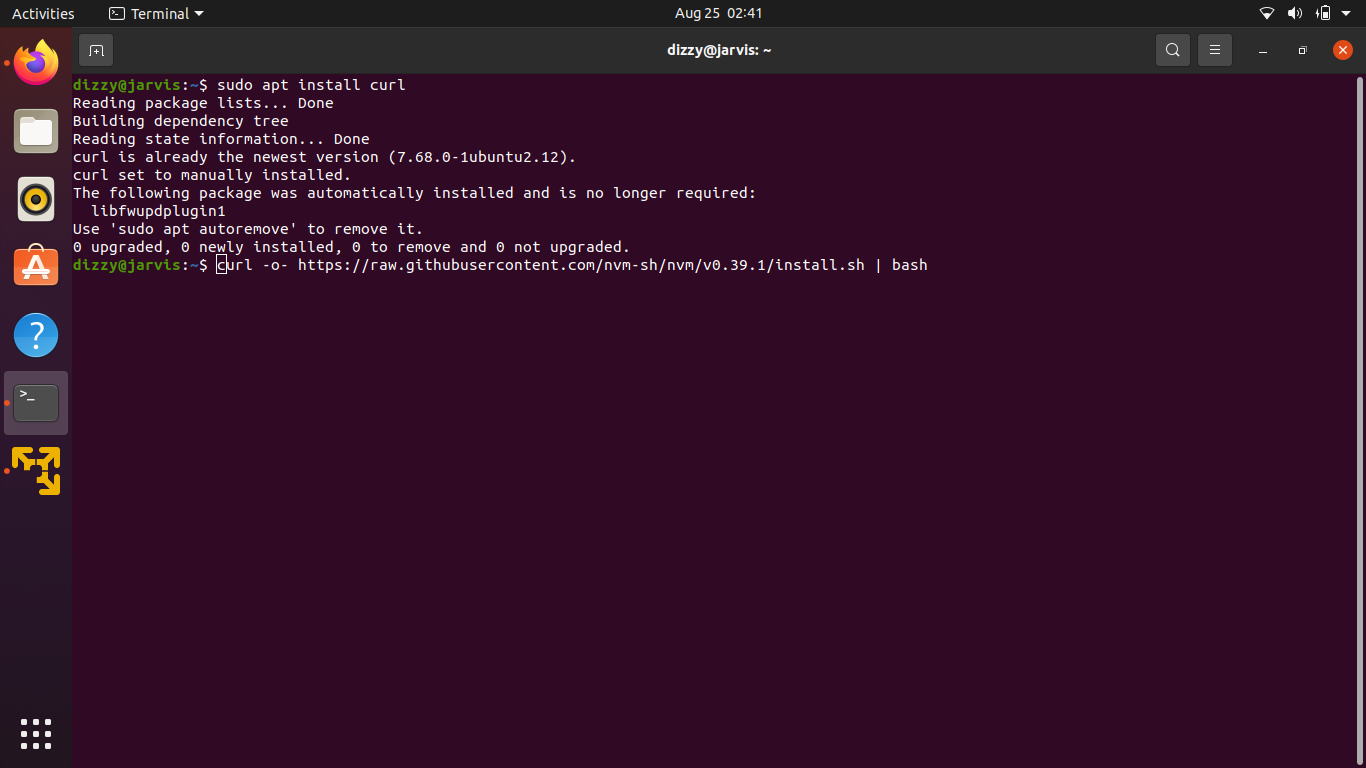 Activities Terminal Aug 25 02:41
dizzy@jarvis: ~
dizzy@jarvis:~$ sudo apt install curl
Reading package lists... Done
Building dependency tree
Reading state information... Done
curl is already the newest version (7.68.0-1ubuntu2.12).
curl set to manually installed.
The following package was automatically installed and is no longer required:
  libfwupdplugin1
Use 'sudo apt autoremove' to remove it.
0 upgraded, 0 newly installed, 0 to remove and 0 not upgraded.
dizzy@jarvis:~$ curl -o- https://raw.githubusercontent.com/nvm-sh/nvm/v0.39.1/install.sh | bash